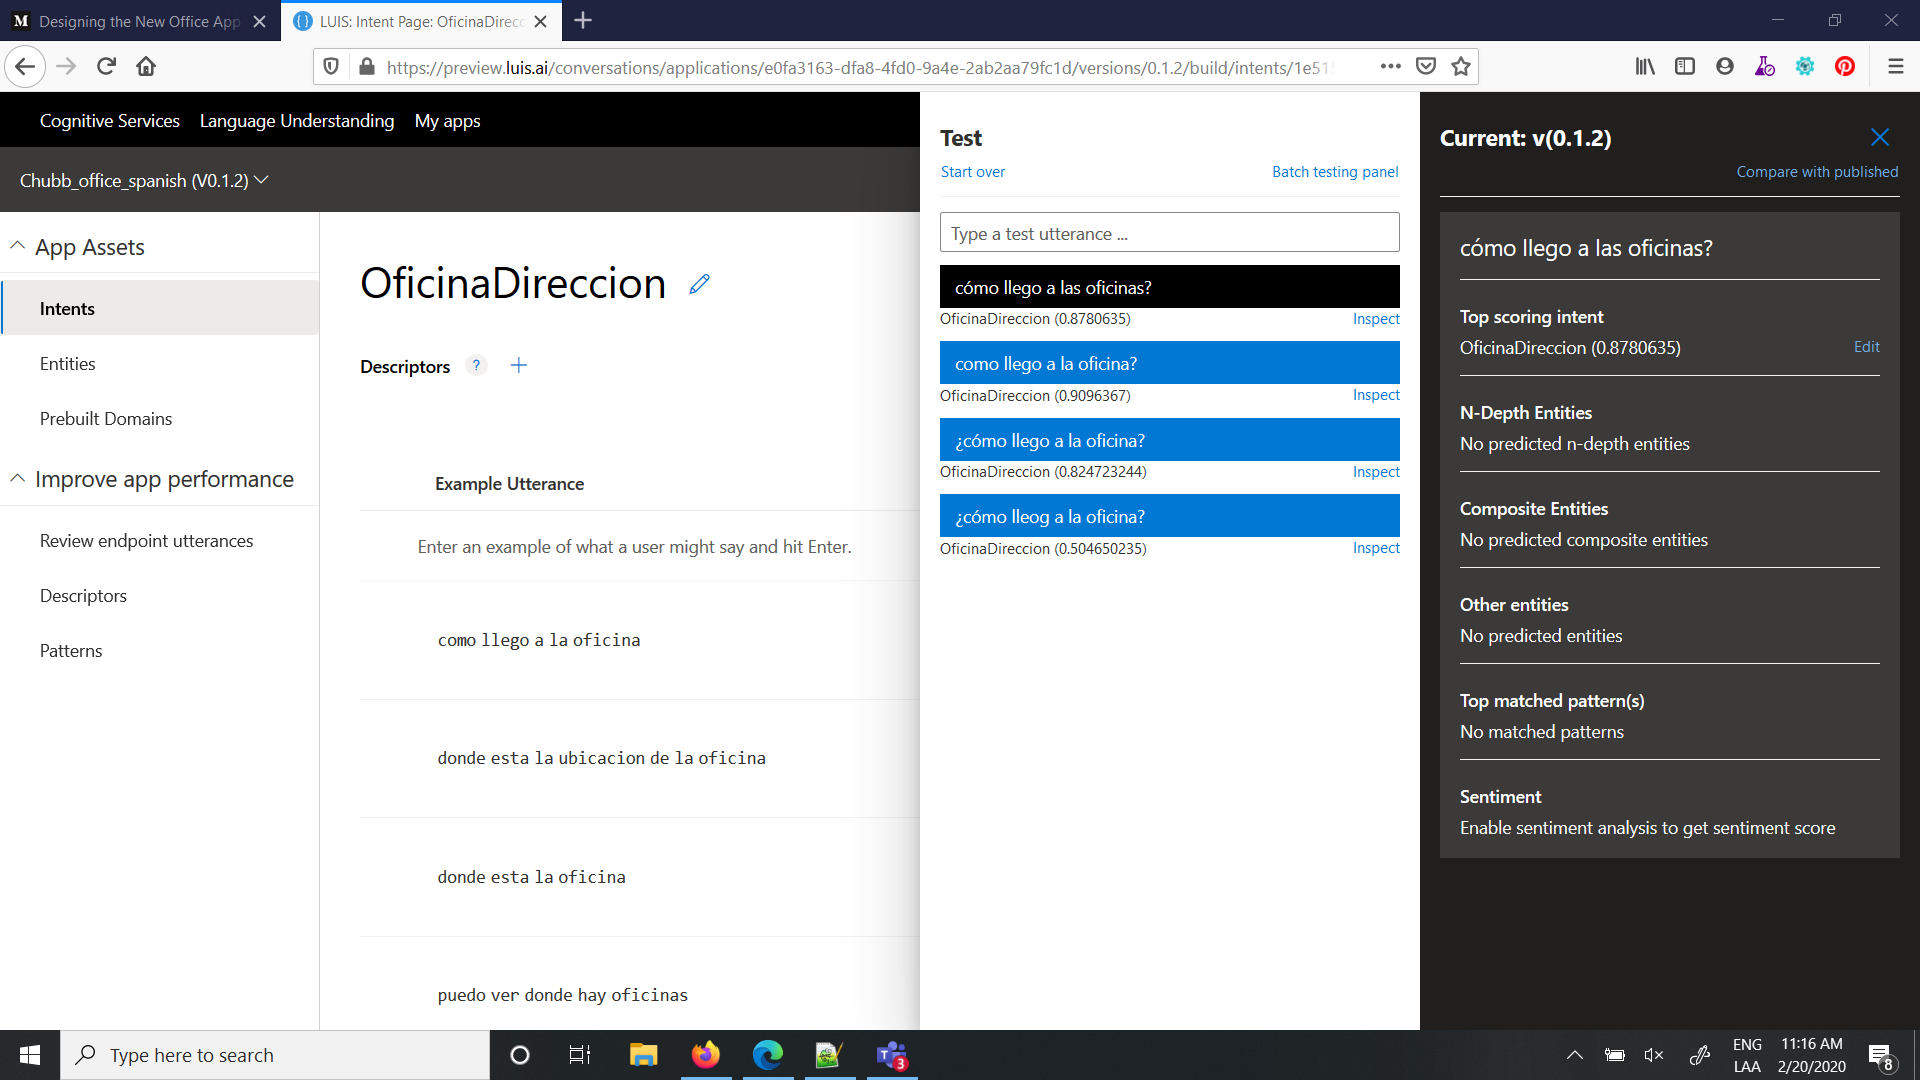 Designing the New Office App
LUIS: Intent Page: OficinaDirecc
https://preview.luis.ai/conversations/applications/e0fa3163-dfa8-4fd0-9a4e-2ab2aa79fc1d/versions/0.1.2/build/intents/1e515
Cognitive Services Language Understanding My apps
Chubb_office_spanish (V0.1.2)
App Assets
Intents
Entities
Prebuilt Domains
Improve app performance
Review endpoint utterances
Descriptors
Patterns
OficinaDireccion
Descriptors ?
Example Utterance
Enter an example of what a user might say and hit Enter.
como llego a la oficina
donde esta la ubicacion de la oficina
donde esta la oficina
puedo ver donde hay oficinas
Test
Start over Batch testing panel
Type a test utterance ...
cómo llego a las oficinas?
OficinaDireccion (0.8780635) Inspect
como llego a la oficina?
OficinaDireccion (0.9096367) Inspect
¿cómo llego a la oficina?
OficinaDireccion (0.824723244) Inspect
¿cómo lleog a la oficina?
OficinaDireccion (0.504650235) Inspect
Current: v(0.1.2)
Compare with published
cómo llego a las oficinas?
Top scoring intent
OficinaDireccion (0.8780635) Edit
N-Depth Entities
No predicted n-depth entities
Composite Entities
No predicted composite entities
Other entities
No predicted entities
Top matched pattern(s)
No matched patterns
Sentiment
Enable sentiment analysis to get sentiment score
Type here to search
3
ENG
LAA
11:16 AM
2/20/2020
8